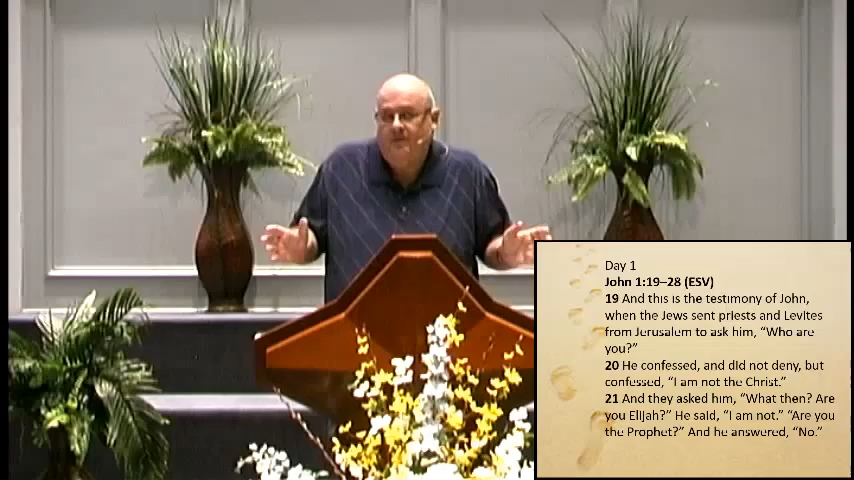 Day 1
John 1:19–28 (ESV)
19 And this is the testimony of John,
when the Jews sent priests and Levites
from Jerusalem to ask him, “Who are
you?”
20 He confessed, and did not deny, but
confessed, “I am not the Christ.”
21 And they asked him, “What then? Are
you Elijah?” He said, “I am not.” “Are you
the Prophet?” And he answered, “No.”